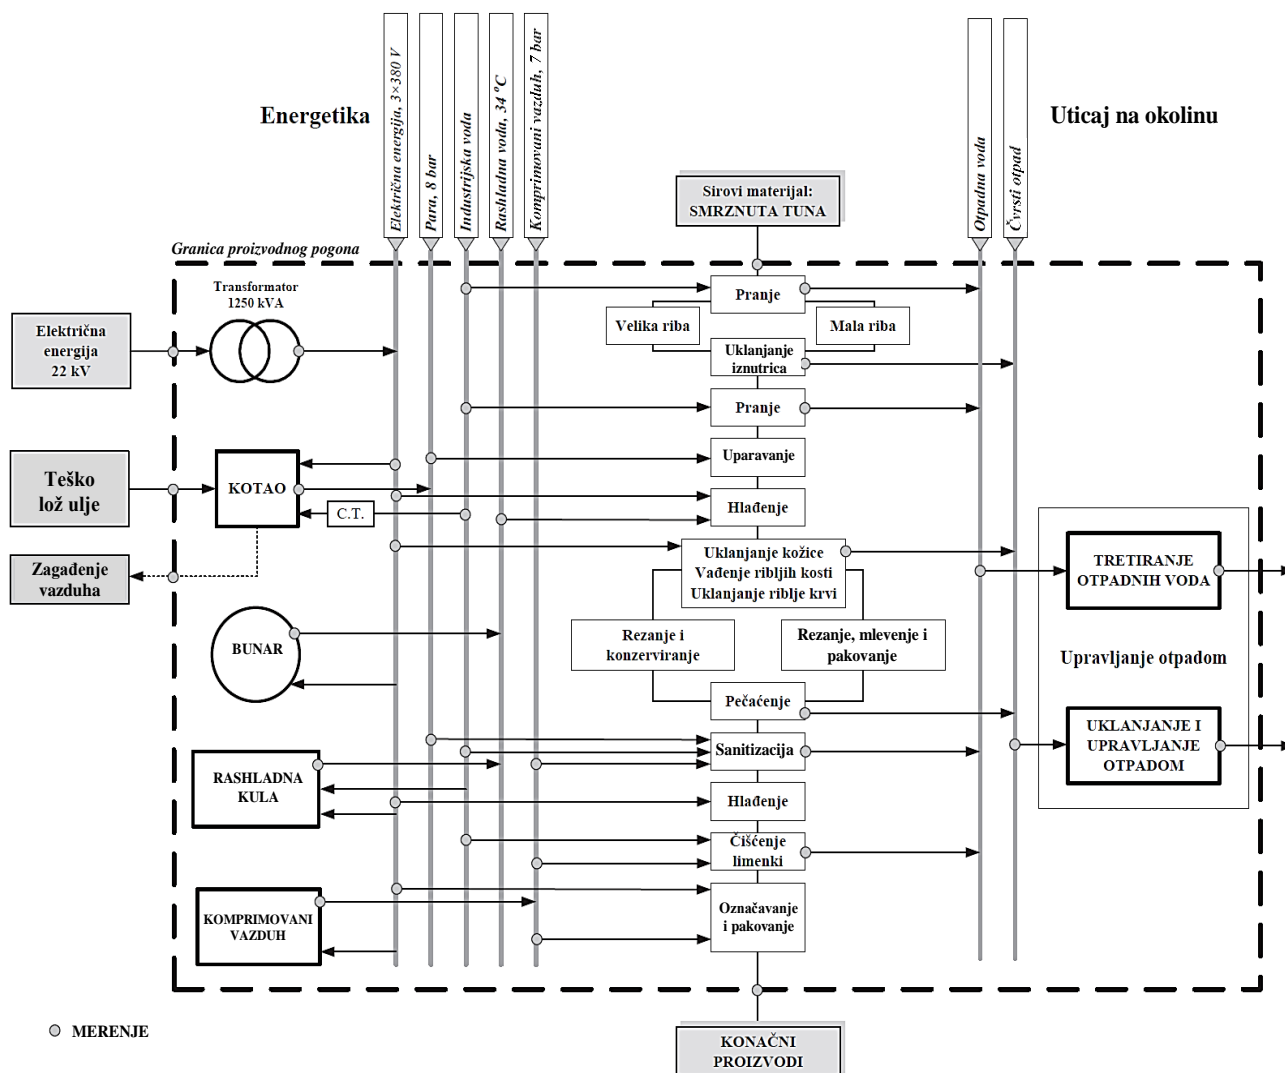 Električna energija, 3×380 V
Para, 8 bar
Industrijska voda
Rashladna voda, 34 °C
Komprimovani vazduh, 7 bar
Otpadna voda
Čvrsti otpad
Energetika
Uticaj na okolinu
Sirovi materijal:
SMRZNUTA TUNA
Granica proizvodnog pogona
Transformator
1250 kVA
Električna
energija
22 kV
Pranje
Velika riba
Mala riba
Uklanjanje
iznutrica
Pranje
Teško
lož ulje
KOTAO
C.T.
Uparavanje
Hlađenje
Zagađenje
vazduha
Uklanjanje kožice
Vađenje ribljih kosti
Uklanjanje riblje krvi
TRETIRANJE
OTPADNIH VODA
BUNAR
Rezanje i
konzerviranje
Rezanje, mlevenje i
pakovanje
Upravljanje otpadom
Pečaćenje
Sanitizacija
UKLANJANJE I
UPRAVLJANJE
OTPADOM
RASHLADNA
KULA
Hlađenje
Čišćenje
limenki
KOMPRIMOVANI
VAZDUH
Označavanje
i pakovanje
MERENJE
KONAČNI
PROIZVODI